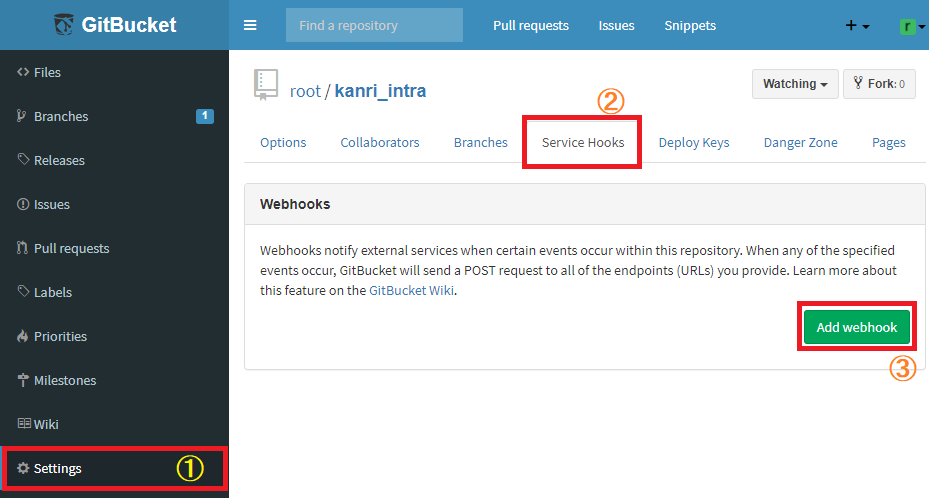 GitBucket
Find a repository
Pull requests
Issues
Snippets
r
Files
Branches
1
Releases
Issues
Pull requests
Labels
Priorities
Milestones
Wiki
Settings
①
root / kanri_intra
Watching
Fork: 0
②
Options
Collaborators
Branches
Service Hooks
Deploy Keys
Danger Zone
Pages
Webhooks
Webhooks notify external services when certain events occur within this repository. When any of the specified
events occur, GitBucket will send a POST request to all of the endpoints (URLs) you provide. Learn more about
this feature on the GitBucket Wiki.
Add webhook
③